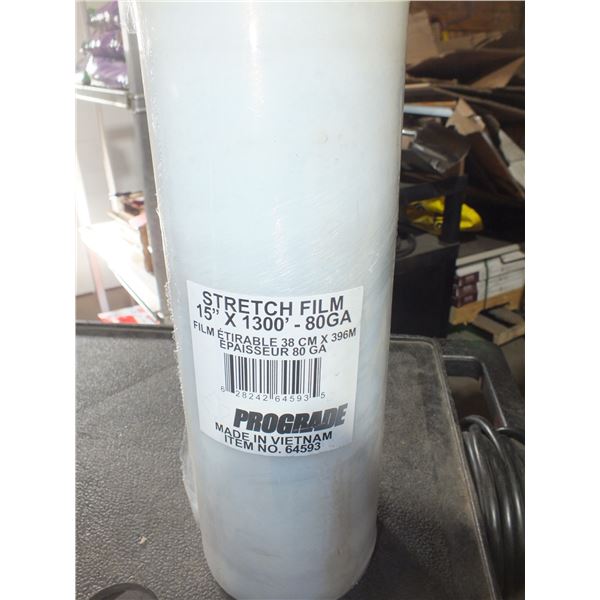 STRETCH FILM
15" X 1300' - 80GA
FILM ÉTIRABLE 38 CM X 396M
ÉPAISSEUR 80 GA
6 28242 64593 5
PROGRADE
MADE IN VIETNAM
ITEM NO. 64593